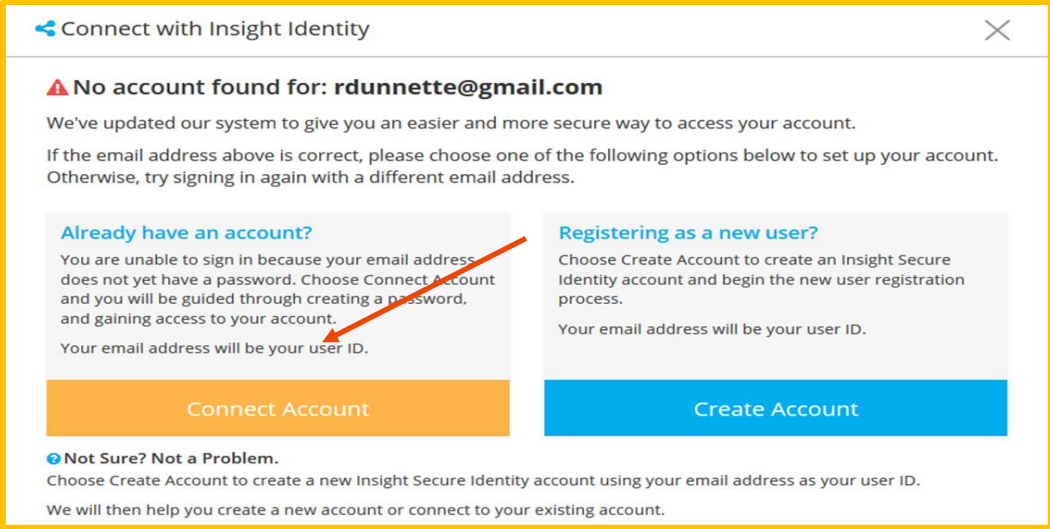 Connect with Insight Identity
No account found for: rdunnette@gmail.com
We've updated our system to give you an easier and more secure way to access your account.
If the email address above is correct, please choose one of the following options below to set up your account.
Otherwise, try signing in again with a different email address.
Already have an account?
You are unable to sign in because your email address
does not yet have a password. Choose Connect Account
and you will be guided through creating a password,
and gaining access to your account.
Your email address will be your user ID.
Connect Account
Registering as a new user?
Choose Create Account to create an Insight Secure
Identity account and begin the new user registration
process.
Your email address will be your user ID.
Create Account
Not Sure? Not a Problem.
Choose Create Account to create a new Insight Secure Identity account using your email address as your user ID.
We will then help you create a new account or connect to your existing account.